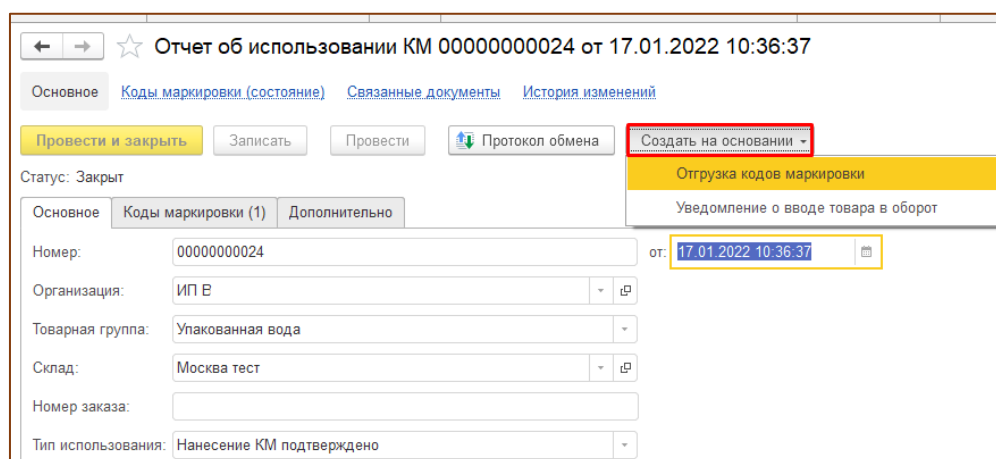 Отчет об использовании КМ 00000000024 от 17.01.2022 10:36:37
Основное Коды маркировки (состояние) Связанные документы История изменений
Провести и закрыть Записать Провести Протокол обмена Создать на основании
Отгрузка кодов маркировки
Статус: Закрыт
Уведомление о вводе товара в оборот
Основное Коды маркировки (1) Дополнительно
Номер: 00000000024 от: 17.01.2022 10:36:37
Организация: ИП В
Товарная группа: Упакованная вода
Склад: Москва тест
Номер заказа:
Тип использования: Нанесение КМ подтверждено